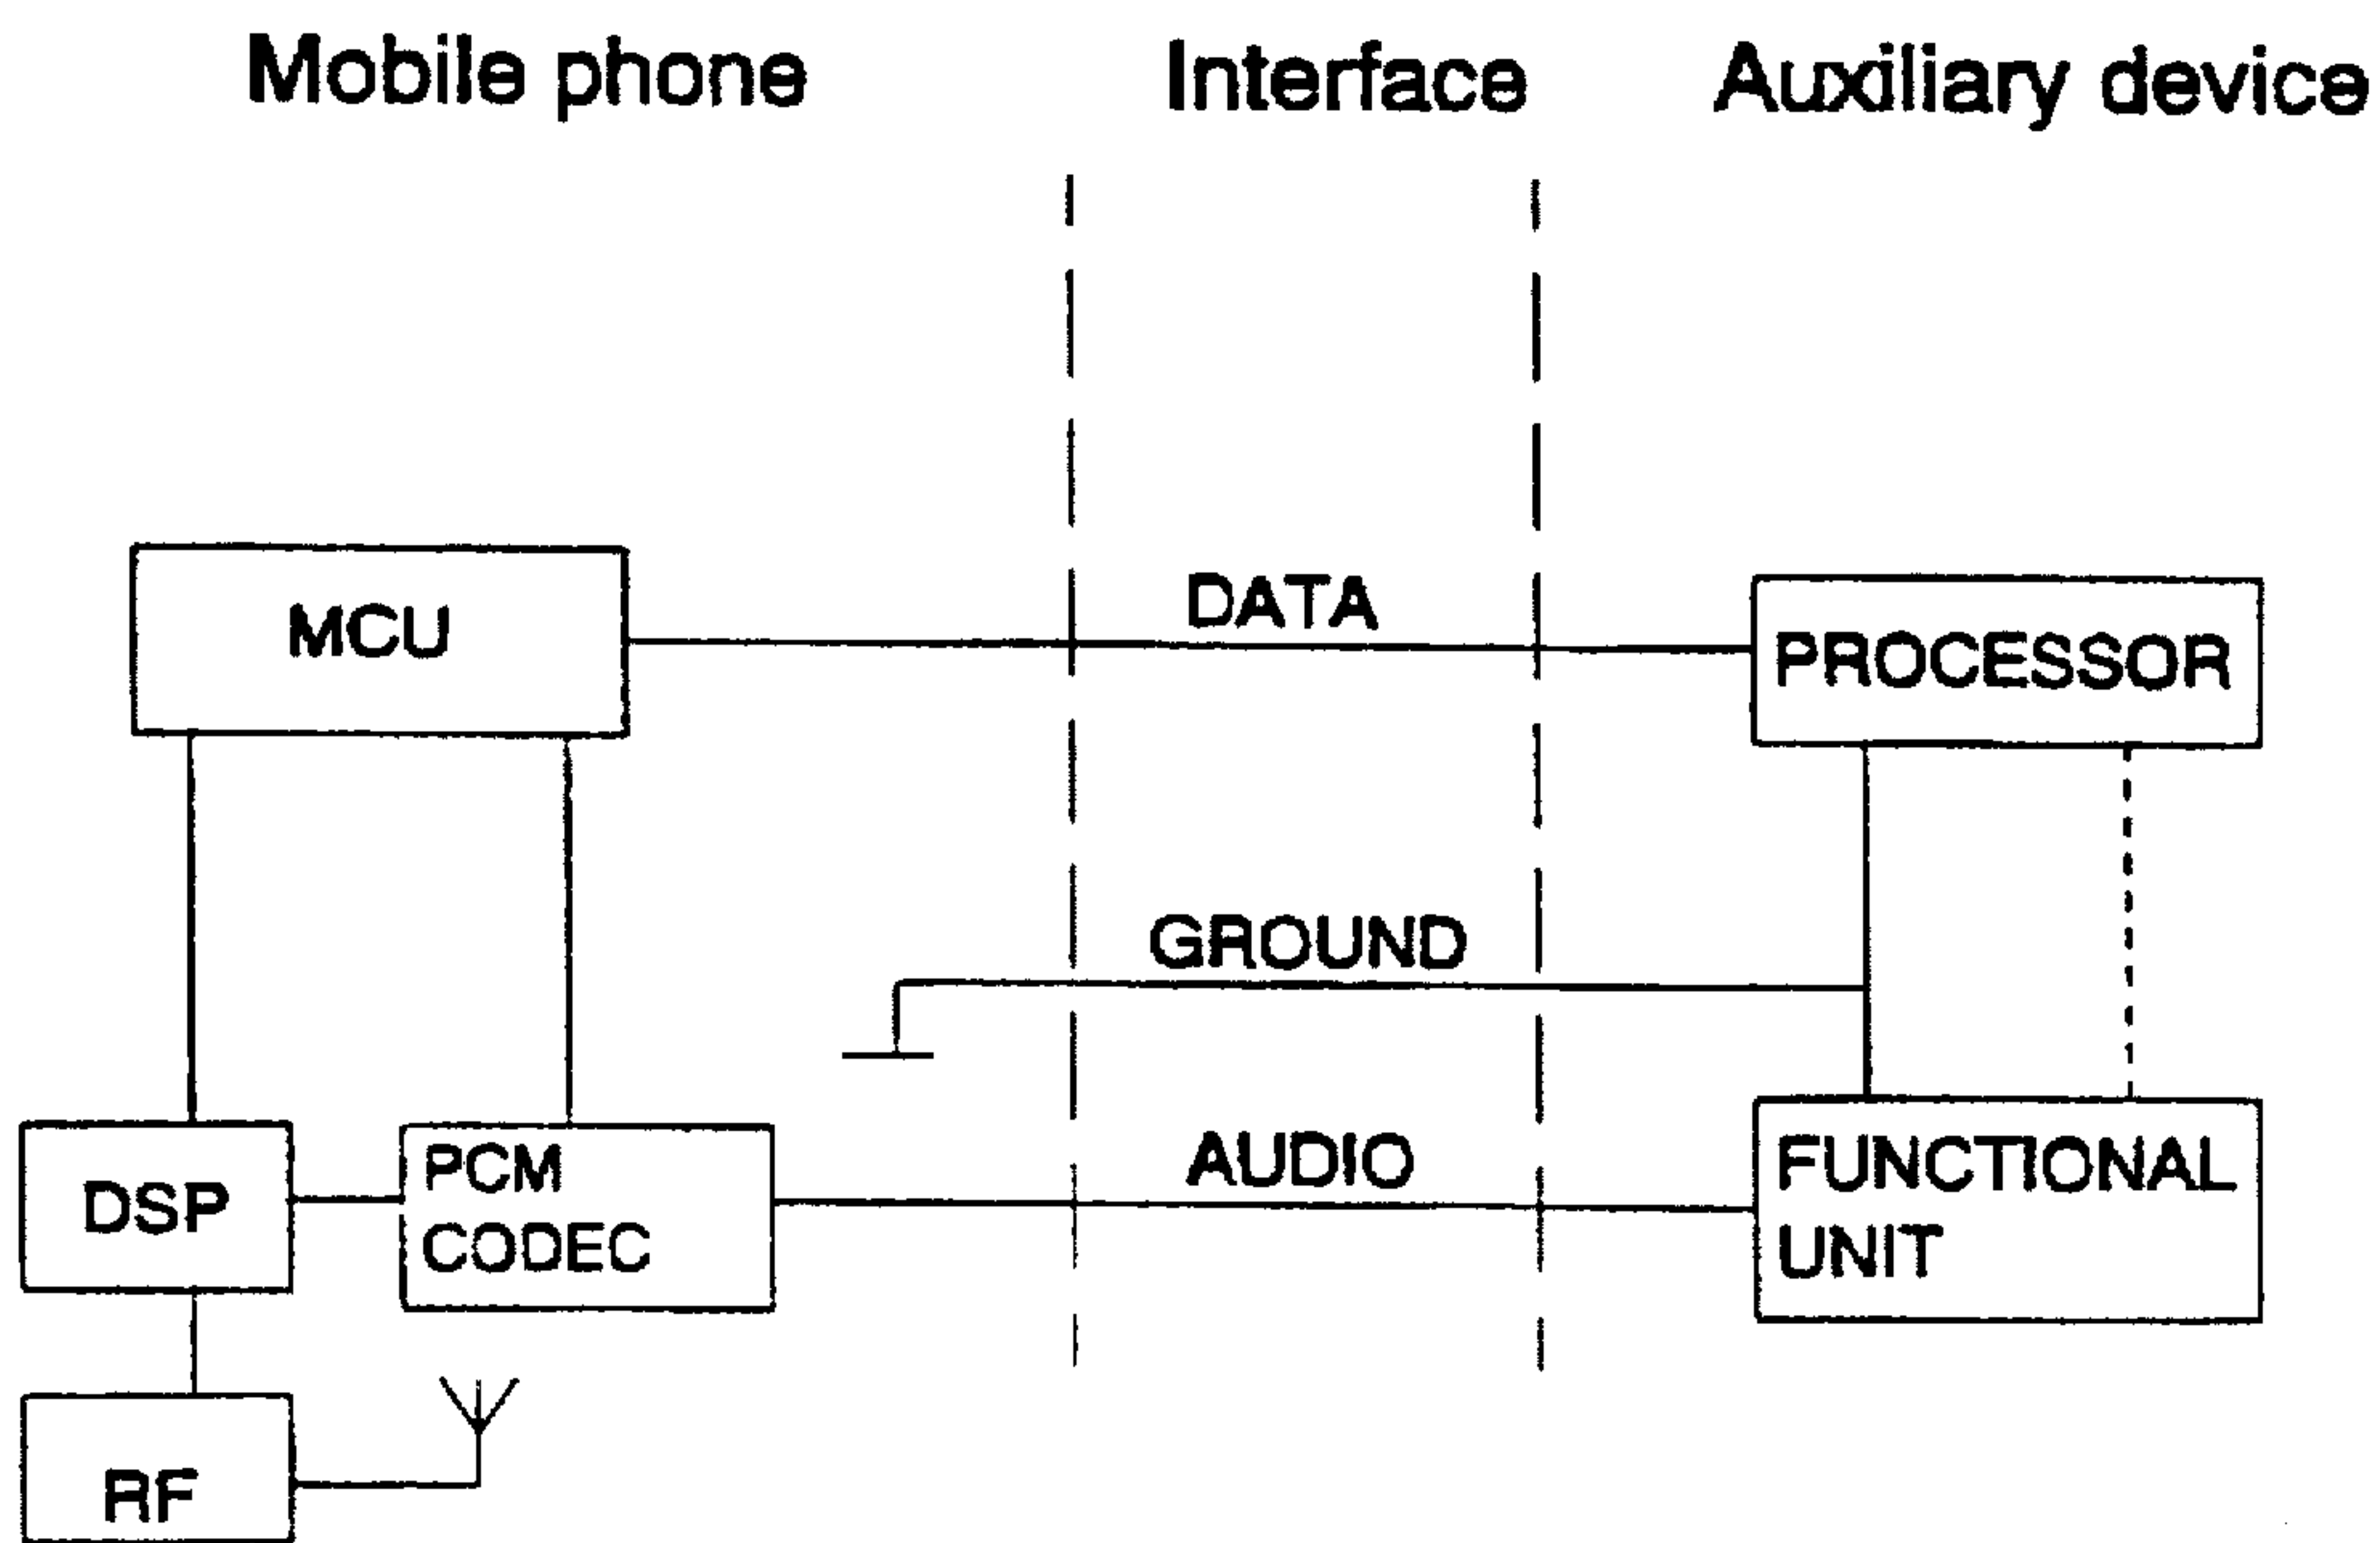 Mobile phone
Interface
Auxiliary device
MCU
DATA
PROCESSOR
GROUND
DSP
PCM
CODEC
AUDIO
FUNCTIONAL
UNIT
RF